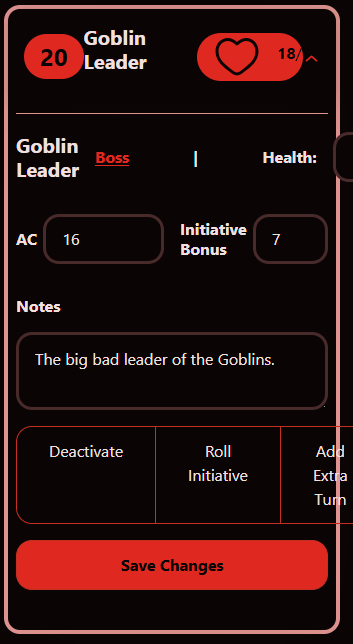 20
Goblin
Leader
18/
Goblin
Leader
Boss
|
Health:
AC
16
Initiative
Bonus
7
Notes
The big bad leader of the Goblins.
Deactivate
Roll
Initiative
Add
Extra
Turn
Save Changes